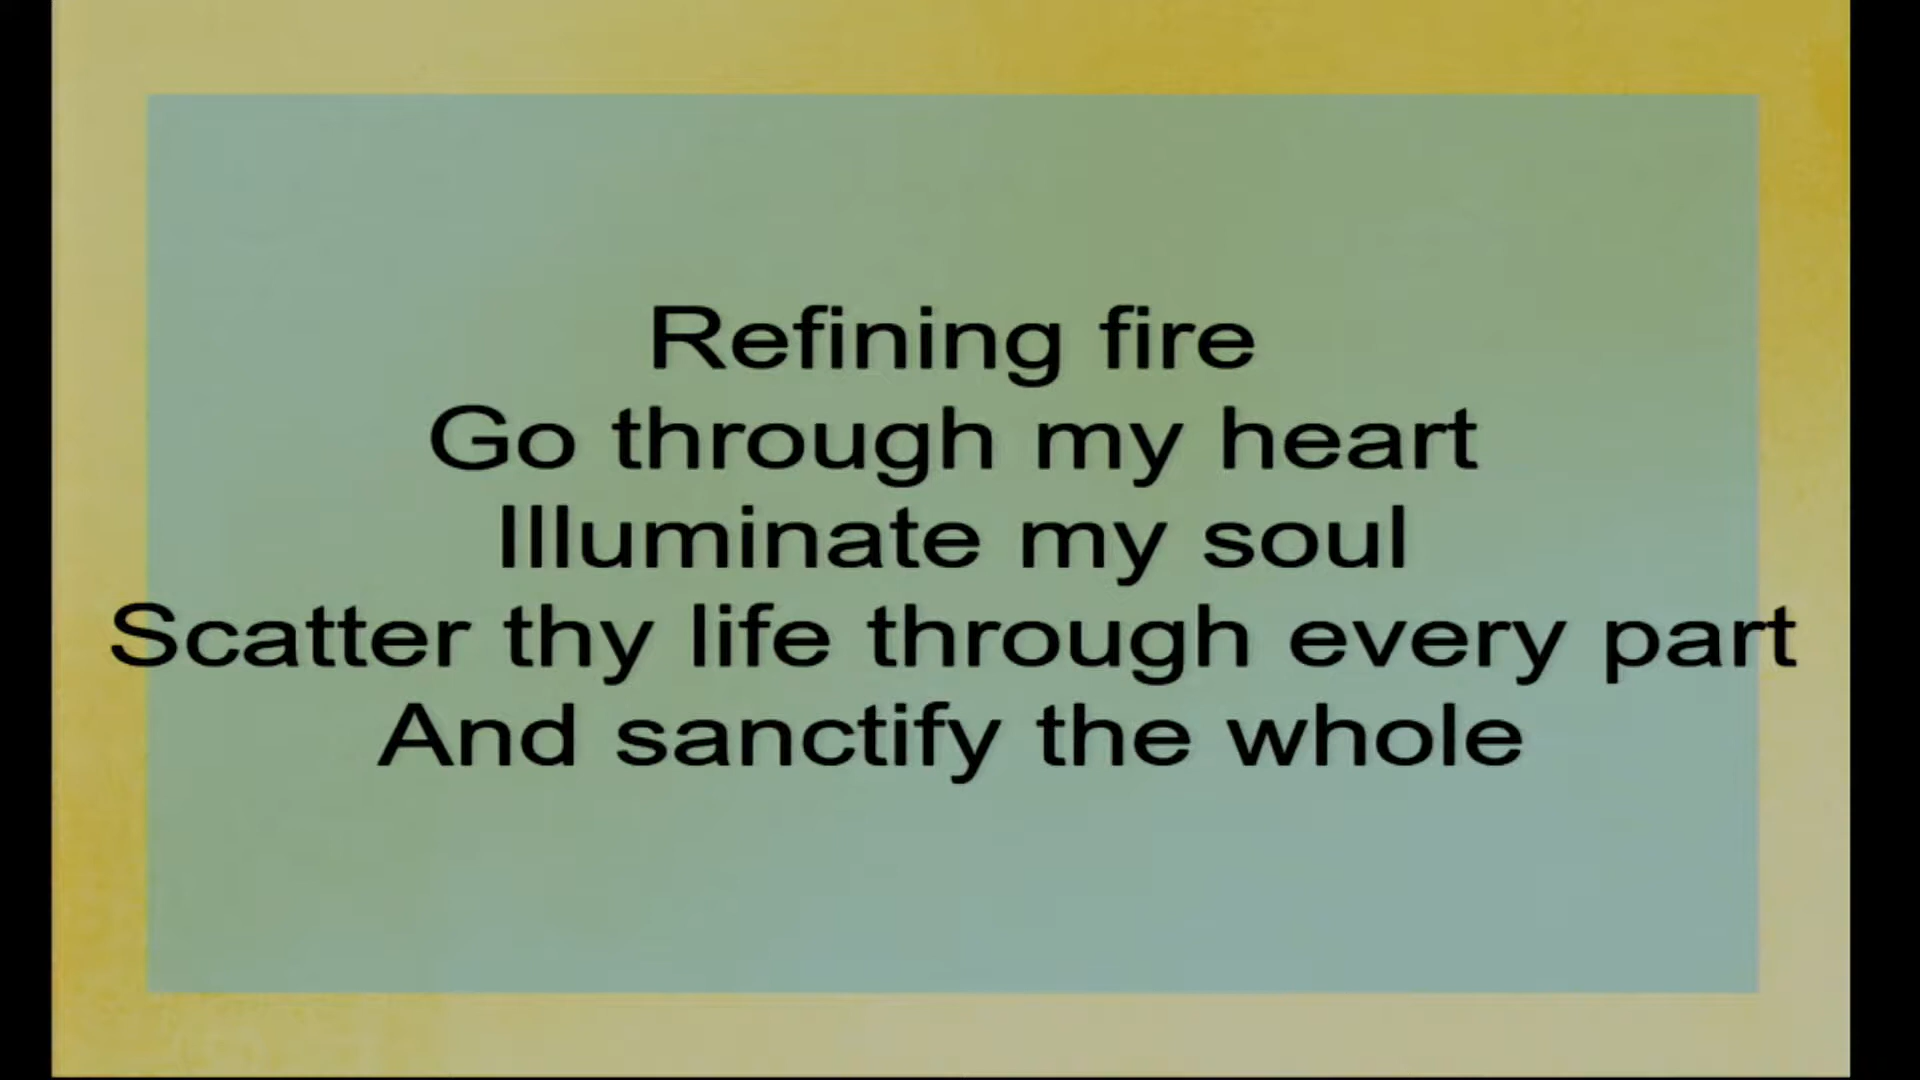 Refining fire
Go through my heart
Illuminate my soul
Scatter thy life through every part
And sanctify the whole